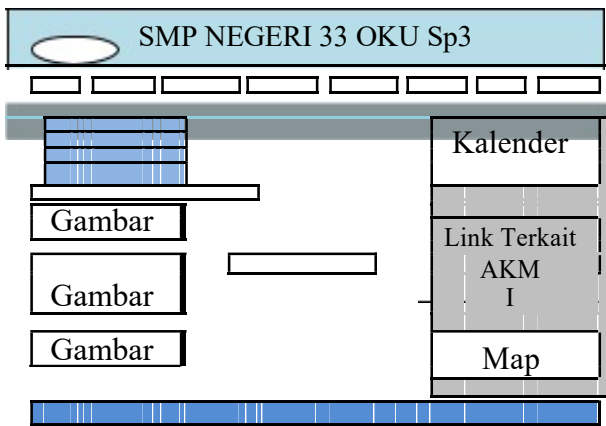 SMP NEGERI 33 OKU Sp3
Kalender
Gambar
Link Terkait
AKM
I
Gambar
Gambar
Map